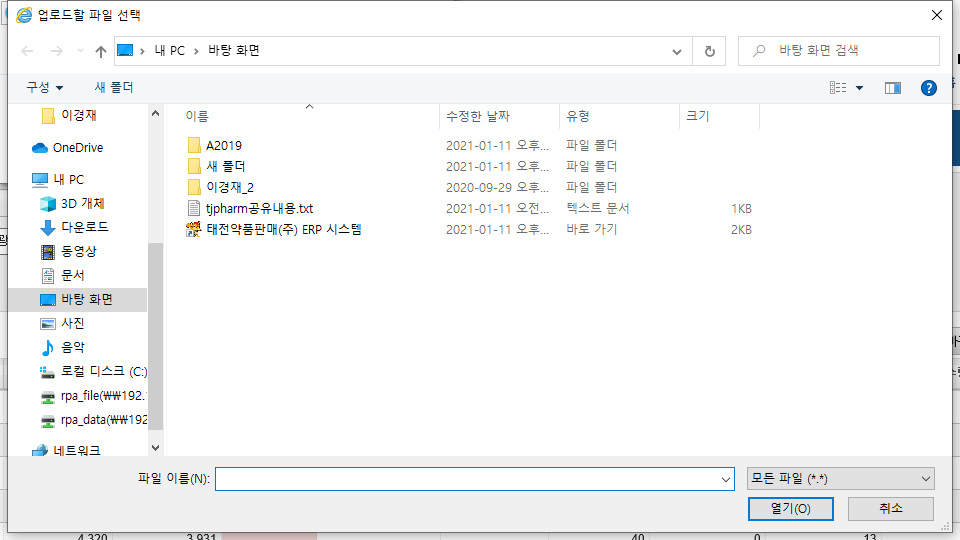 업로드할 파일 선택
내 PC › 바탕 화면
바탕 화면 검색
구성
새 폴더
이경재
OneDrive
내 PC
3D 개체
다운로드
동영상
문서
바탕 화면
사진
음악
로컬 디스크 (C:)
rpa_file(₩₩192.
rpa_data(₩₩192
네트워크
이름 수정한 날짜 유형 크기
A2019 2021-01-11 오후... 파일 폴더
새 폴더 2021-01-11 오후... 파일 폴더
이경재_2 2020-09-29 오후... 파일 폴더
tjpharm공유내용.txt 2021-01-11 오전... 텍스트 문서 1KB
태전약품판매(주) ERP 시스템 2021-01-11 오후... 바로 가기 2KB
파일 이름(N):
모든 파일 (*.*)
열기(O) 취소
4,320 3,931 40 0 13